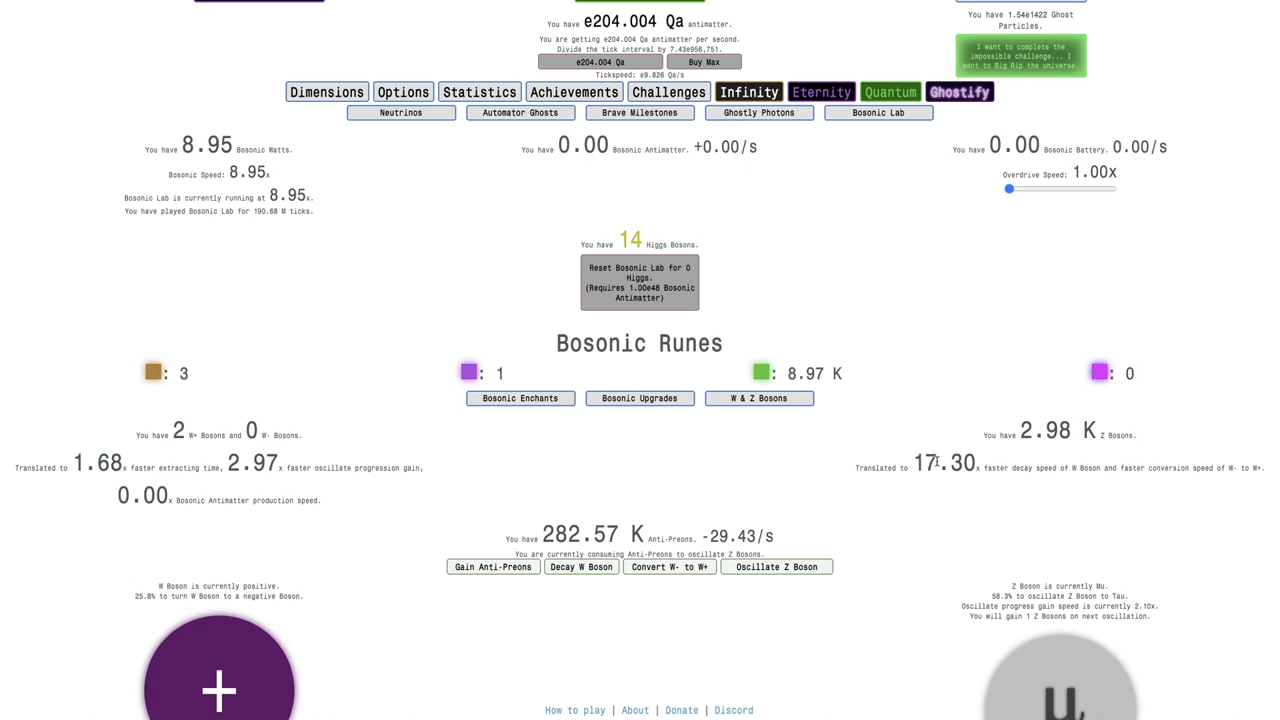 You have e204.004 Qa antimatter.
You are getting e204.004 Qa antimatter per second.
Divide the tick interval by 7.43e956,751.
e204.004 Qa
Buy Max
Tickspeed: e9.826 Qa/s
You have 1.54e1422 Ghost
Particles.
I want to complete the
impossible challenge... I
want to Big Rip the universe.
Dimensions
Options
Statistics
Achievements
Challenges
Infinity
Eternity
Quantum
Ghostify
Neutrinos
Automator Ghosts
Brave Milestones
Ghostly Photons
Bosonic Lab
You have 8.95 Bosonic Watts.
Bosonic Speed: 8.95x
Bosonic Lab is currently running at 8.95x.
You have played Bosonic Lab for 190.68 M ticks.
You have 0.00 Bosonic Antimatter. +0.00/s
You have 0.00 Bosonic Battery. 0.00/s
Overdrive Speed: 1.00x
You have 14 Higgs Bosons.
Reset Bosonic Lab for 0
Higgs.
(Requires 1.00e48 Bosonic
Antimatter)
Bosonic Runes
: 3
: 1
: 8.97 K
: 0
Bosonic Enchants
Bosonic Upgrades
W & Z Bosons
You have 2 W+ Bosons and 0 W- Bosons.
Translated to 1.68x faster extracting time, 2.97x faster oscillate progression gain,
0.00x Bosonic Antimatter production speed.
You have 2.98 K Z Bosons.
Translated to 17.30x faster decay speed of W Boson and faster conversion speed of W- to W+.
You have 282.57 K Anti-Preons. -29.43/s
You are currently consuming Anti-Preons to oscillate Z Bosons.
Gain Anti-Preons
Decay W Boson
Convert W- to W+
Oscillate Z Boson
W Boson is currently positive.
25.8% to turn W Boson to a negative Boson.
+
Z Boson is currently Mu.
58.3% to oscillate Z Boson to Tau.
Oscillate progress gain speed is currently 2.10x.
You will gain 1 Z Bosons on next oscillation.
μ
How to play | About | Donate | Discord